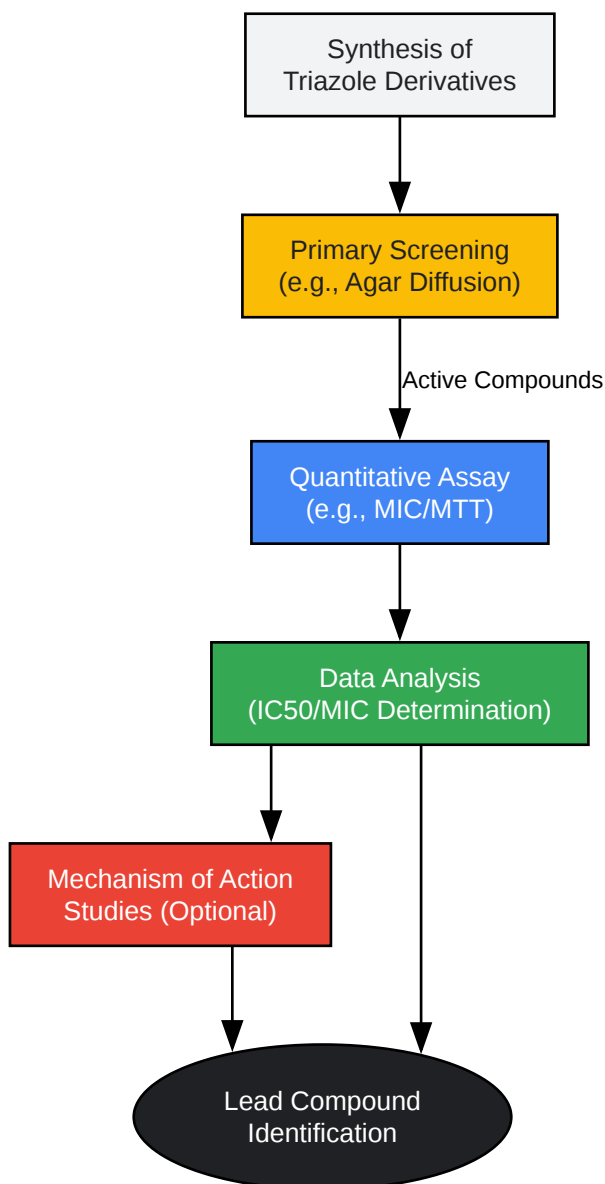 Synthesis of
Triazole Derivatives
Primary Screening
(e.g., Agar Diffusion)
Active Compounds
Quantitative Assay
(e.g., MIC/MTT)
Data Analysis
(IC50/MIC Determination)
Mechanism of Action
Studies (Optional)
Lead Compound
Identification